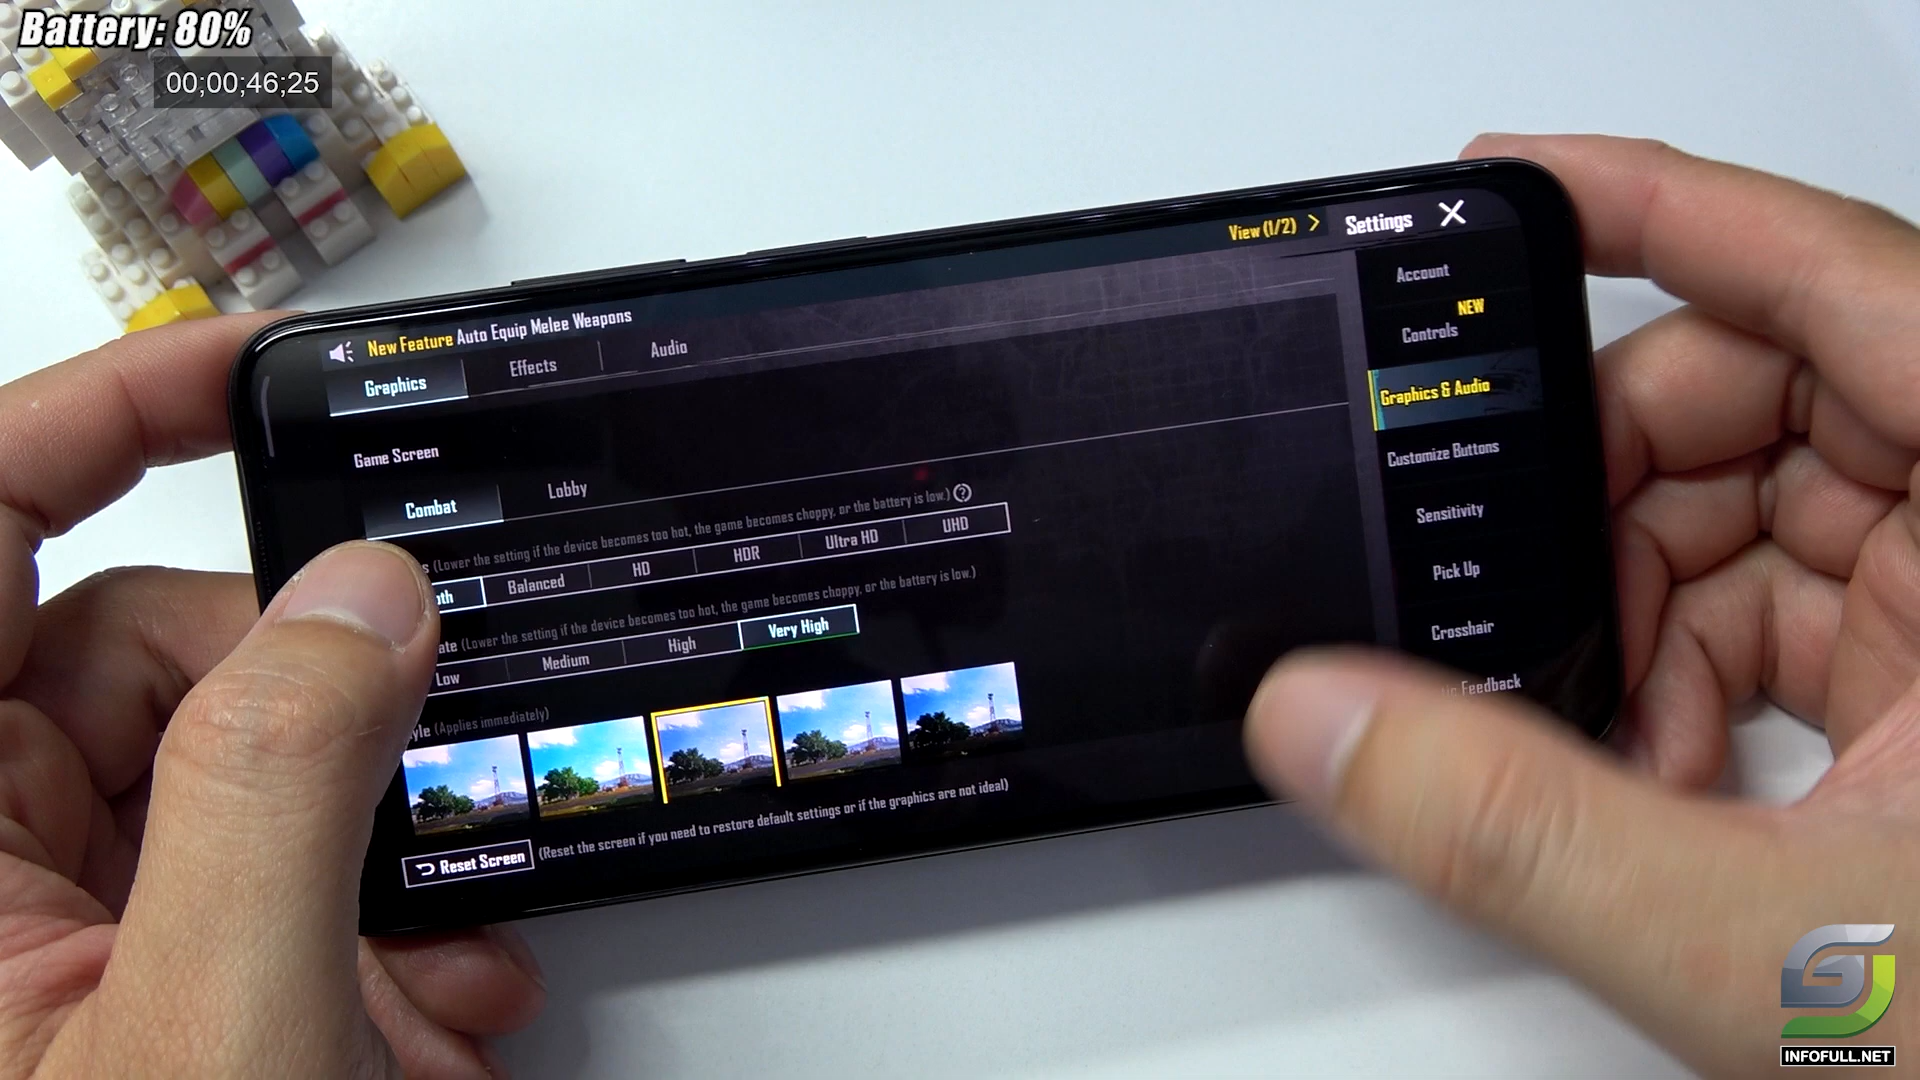 Battery: 80%
00;00;46;25
View (1/2) >
Settings X
New Feature Auto Equip Melee Weapons
Graphics
Effects
Audio
Account
NEW
Controls
Graphics & Audio
Customize Buttons
Sensitivity
Pick Up
Crosshair
Feedback
Game Screen
Combat
Lobby
s (Lower the setting if the device becomes too hot, the game becomes choppy, or the battery is low.) ?
oth
Balanced
HD
HDR
Ultra HD
UHD
ate (Lower the setting if the device becomes too hot, the game becomes choppy, or the battery is low.)
Low
Medium
High
Very High
yle (Applies immediately)
Reset Screen (Reset the screen if you need to restore default settings or if the graphics are not ideal)
INFOFULL.NET